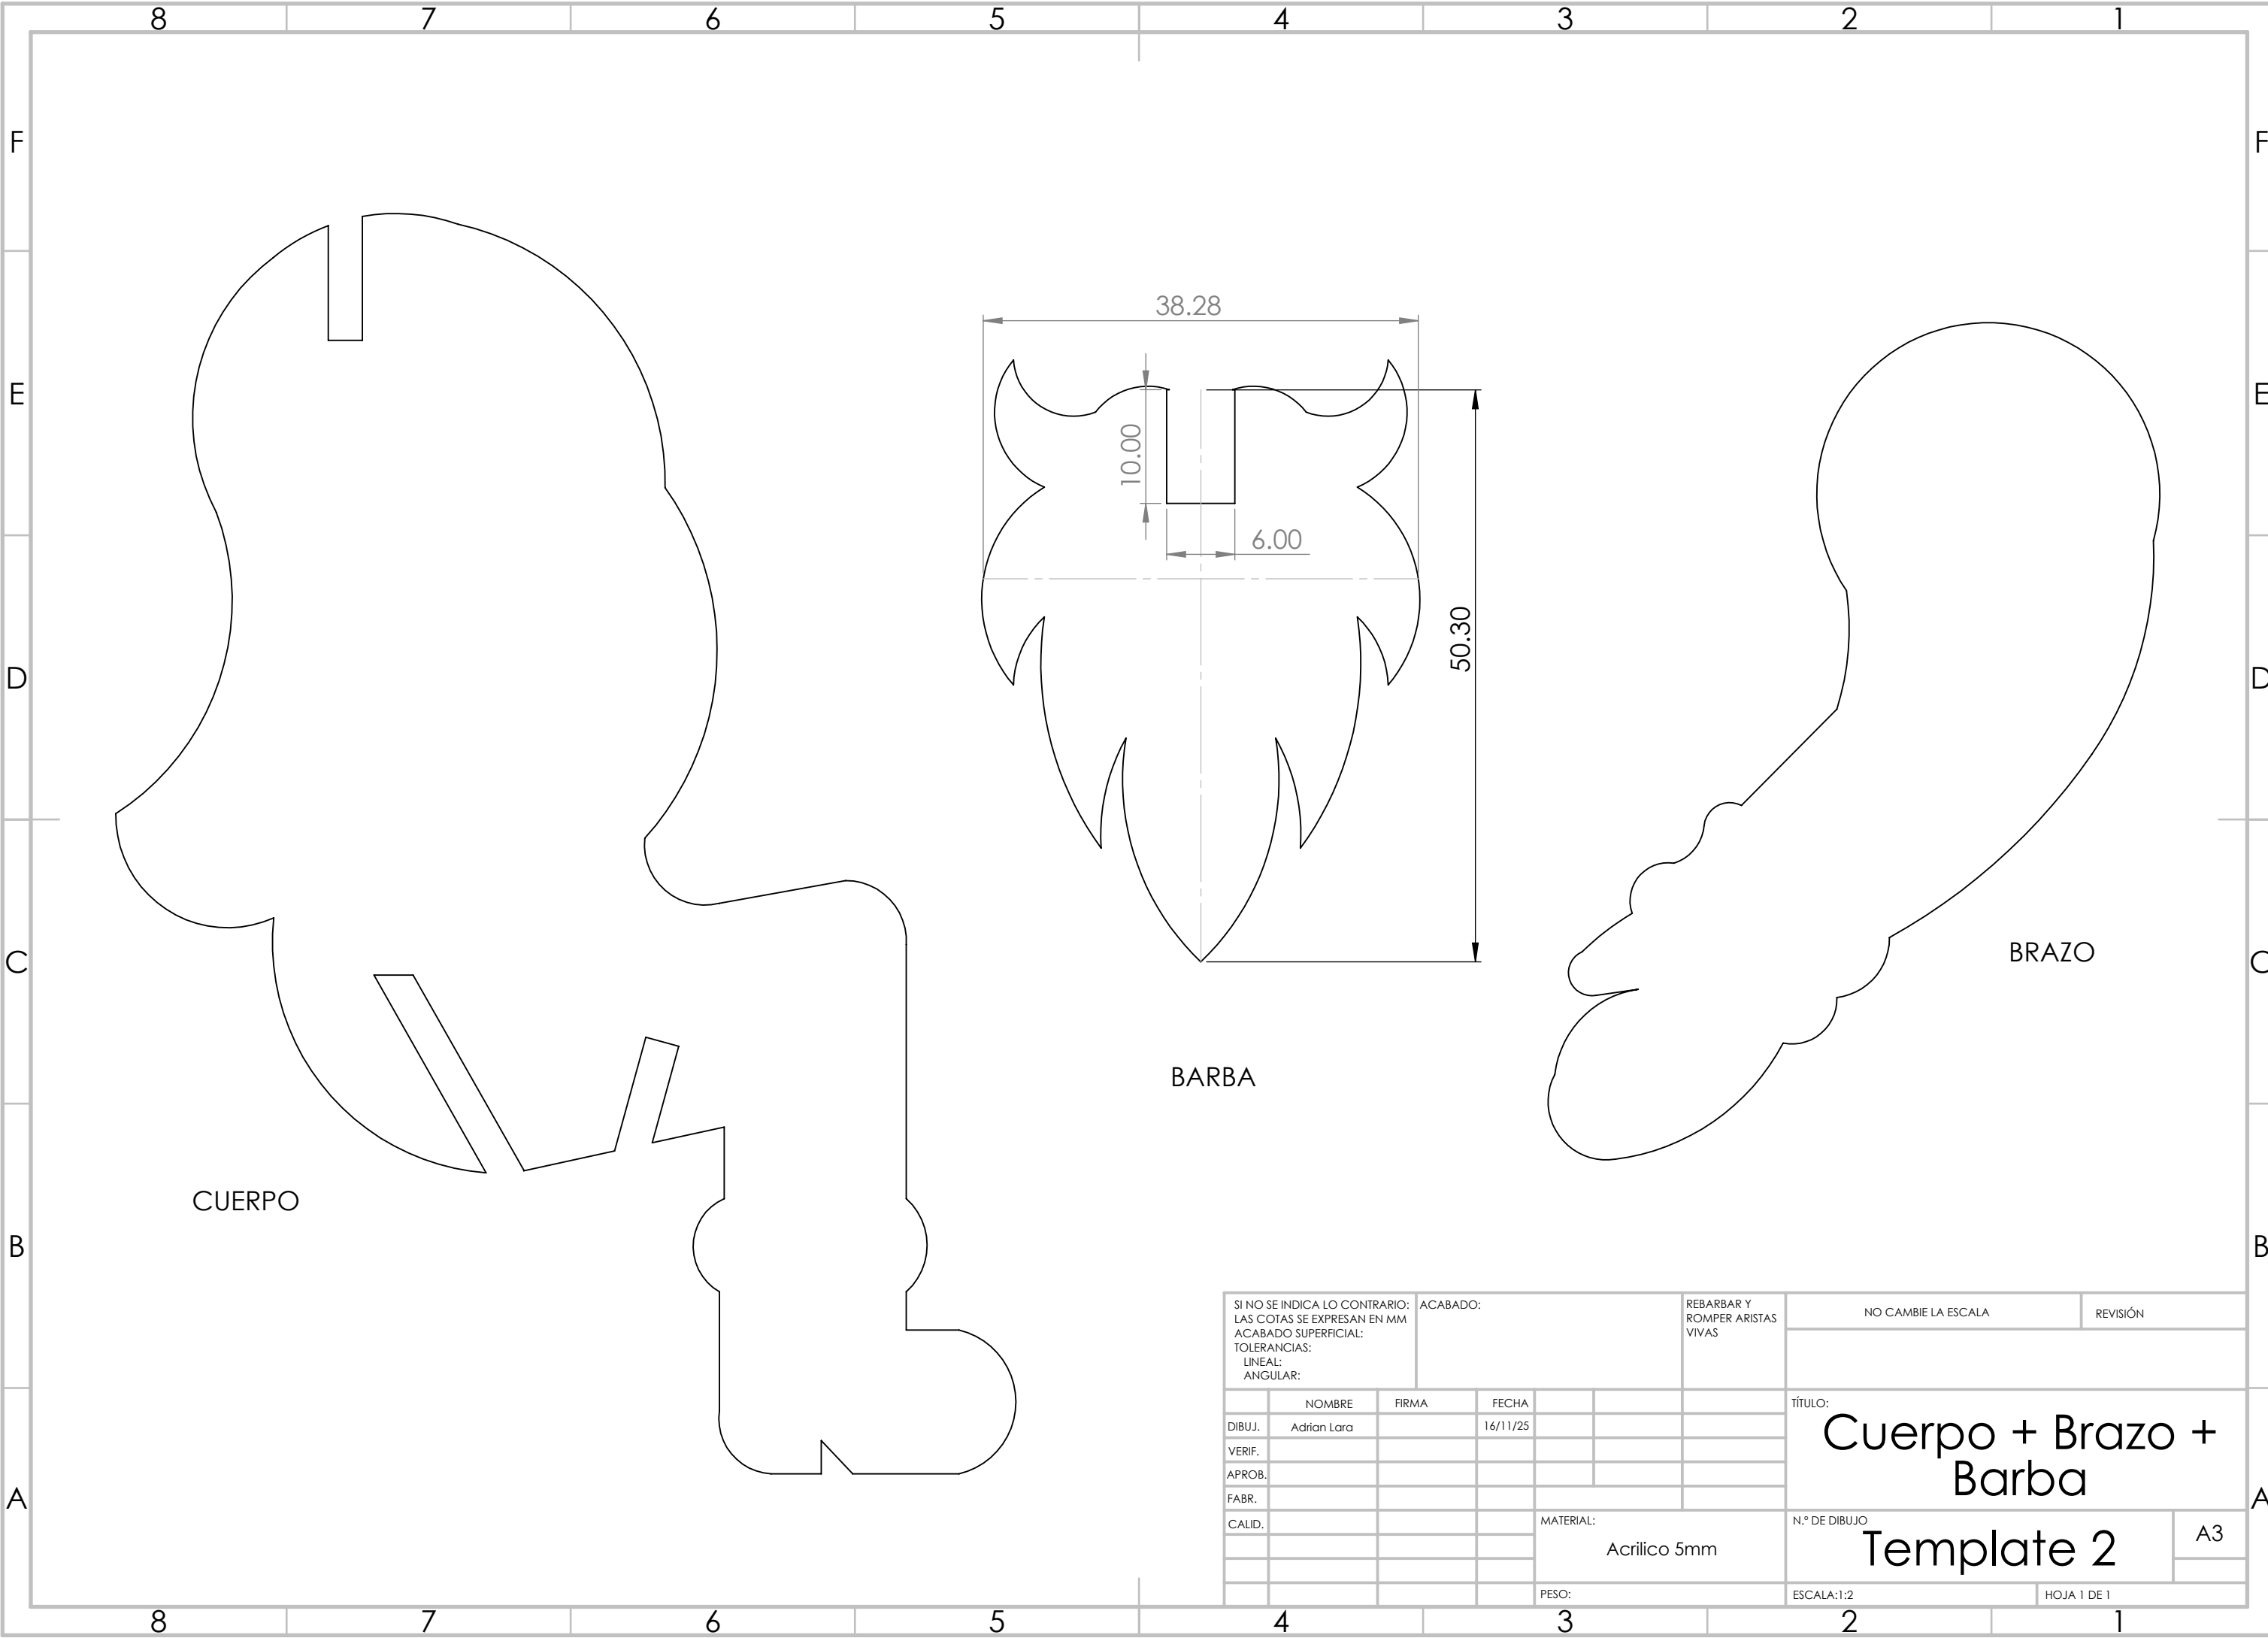 8 7 6 5 4 3 2 1
F F
E E
D D
C C
B B
A A
38.28
10.00
6.00
50.30
BRAZO
BARBA
CUERPO
SI NO SE INDICA LO CONTRARIO:
LAS COTAS SE EXPRESAN EN MM
ACABADO SUPERFICIAL:
TOLERANCIAS:
LINEAL:
ANGULAR:
ACABADO:
REBARBAR Y
ROMPER ARISTAS
VIVAS
NO CAMBIE LA ESCALA
REVISIÓN
NOMBRE FIRMA FECHA
DIBUJ. Adrian Lara 16/11/25
VERIF.
APROB.
FABR.
CALID.
TÍTULO:
Cuerpo + Brazo +
Barba
MATERIAL:
Acrilico 5mm
N.º DE DIBUJO
Template 2
A3
PESO:
ESCALA:1:2
HOJA 1 DE 1
8 7 6 5 4 3 2 1